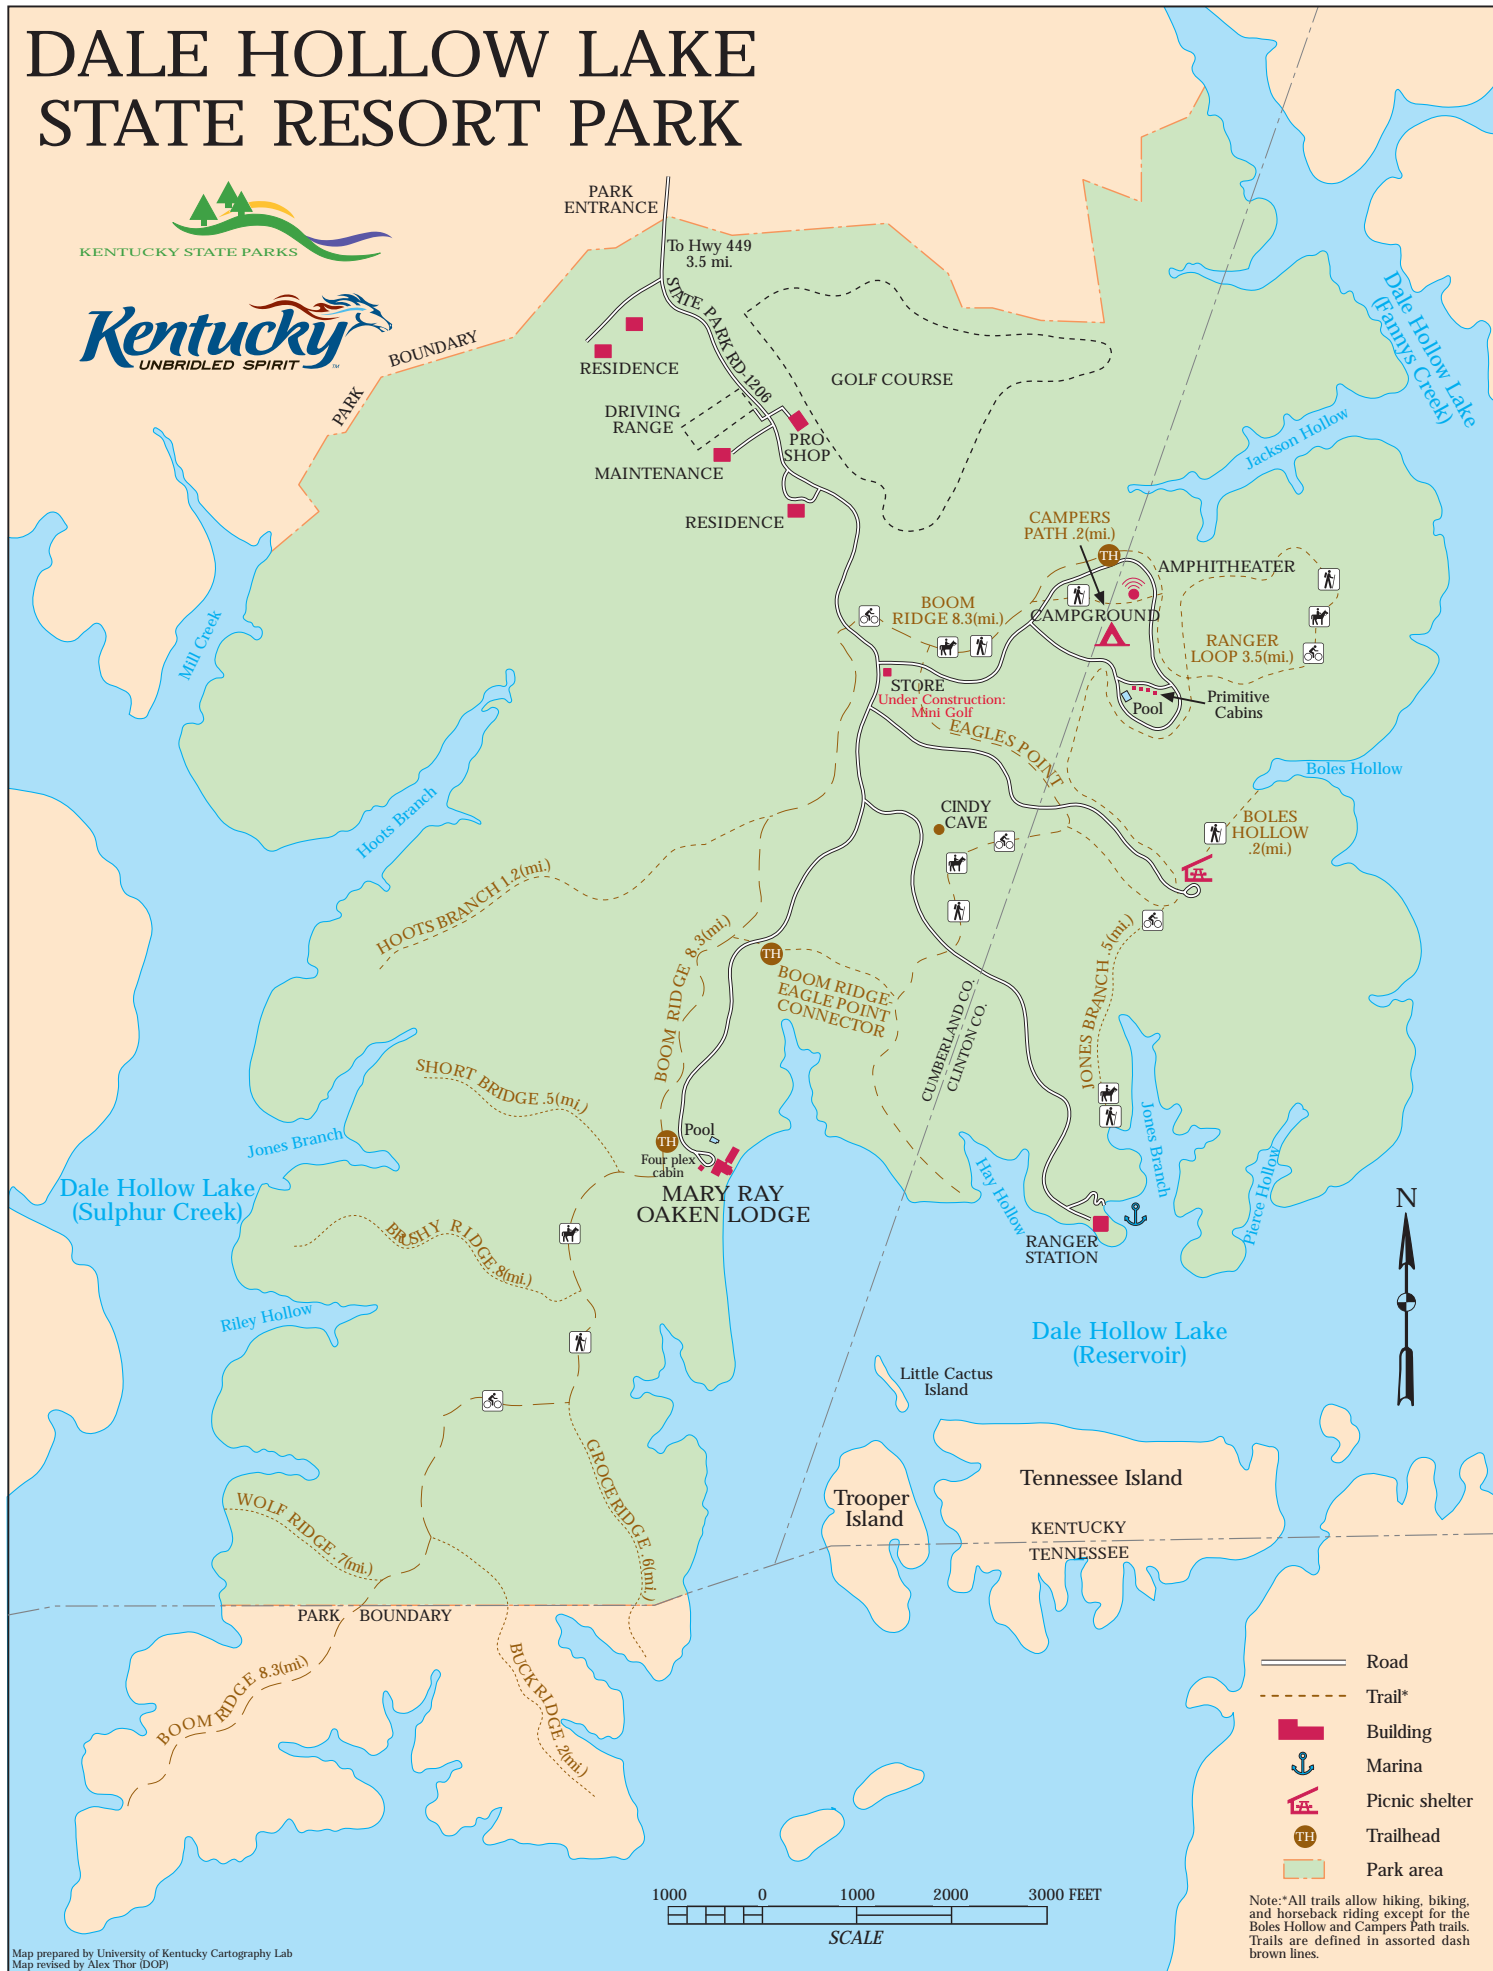 DALE HOLLOW LAKE
STATE RESORT PARK
KENTUCKY STATE PARKS
Kentucky
UNBRIDLED SPIRIT™
PARK
ENTRANCE
To Hwy 449
3.5 mi.
STATE PARK RD-1206
PARK BOUNDARY
RESIDENCE
DRIVING
RANGE
GOLF COURSE
PRO
SHOP
MAINTENANCE
RESIDENCE
Dale Hollow Lake
(Fannys Creek)
Jackson Hollow
CAMPERS
PATH .2(mi.)
TH
AMPHITHEATER
BOOM
RIDGE 8.3(mi.)
CAMPGROUND
RANGER
LOOP 3.5(mi.)
Mill Creek
STORE
Under Construction:
Mini Golf
Primitive
Cabins
Pool
EAGLES POINT
Boles Hollow
Hoots Branch
CINDY
CAVE
BOLES
HOLLOW
.2(mi.)
HOOTS BRANCH 1.2(mi.)
BOOM RIDGE 8.3(mi.)
TH
BOOM RIDGE-
EAGLE POINT
CONNECTOR
JONES BRANCH .5(mi.)
CUMBERLAND CO.
CLINTON CO.
SHORT BRIDGE .5(mi.)
Jones Branch
TH
Pool
Four plex
cabin
MARY RAY
OAKEN LODGE
Jones Branch
Hay Hollow
Pierce Hollow
Dale Hollow Lake
(Sulphur Creek)
BRUSHY RIDGE .8(mi.)
RANGER
STATION
N
Riley Hollow
Dale Hollow Lake
(Reservoir)
Little Cactus
Island
GROCE RIDGE .6(mi.)
Tennessee Island
Trooper
Island
KENTUCKY
TENNESSEE
WOLF RIDGE .7(mi.)
PARK BOUNDARY
BOOM RIDGE 8.3(mi.)
BUCK RIDGE .2(mi.)
Road
Trail*
Building
Marina
Picnic shelter
TH
Trailhead
Park area
Note:*All trails allow hiking, biking,
and horseback riding except for the
Boles Hollow and Campers Path trails.
Trails are defined in assorted dash
brown lines.
1000 0 1000 2000 3000 FEET
SCALE
Map prepared by University of Kentucky Cartography Lab
Map revised by Alex Thor (DOP)